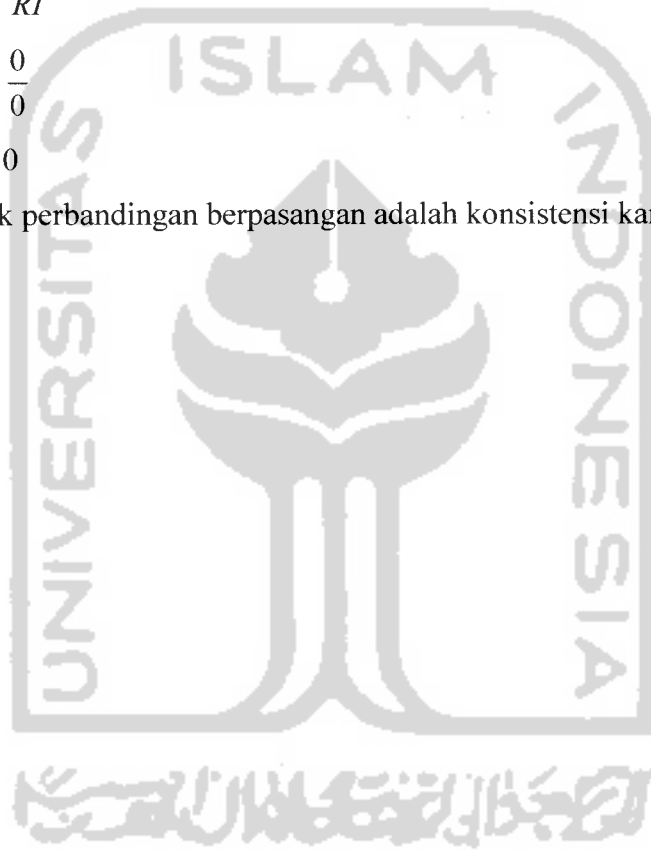 RI
0
0
0
k perbandingan berpasangan adalah konsistensi kar
ISLAM
UNIVERSITAS
INDONESIA